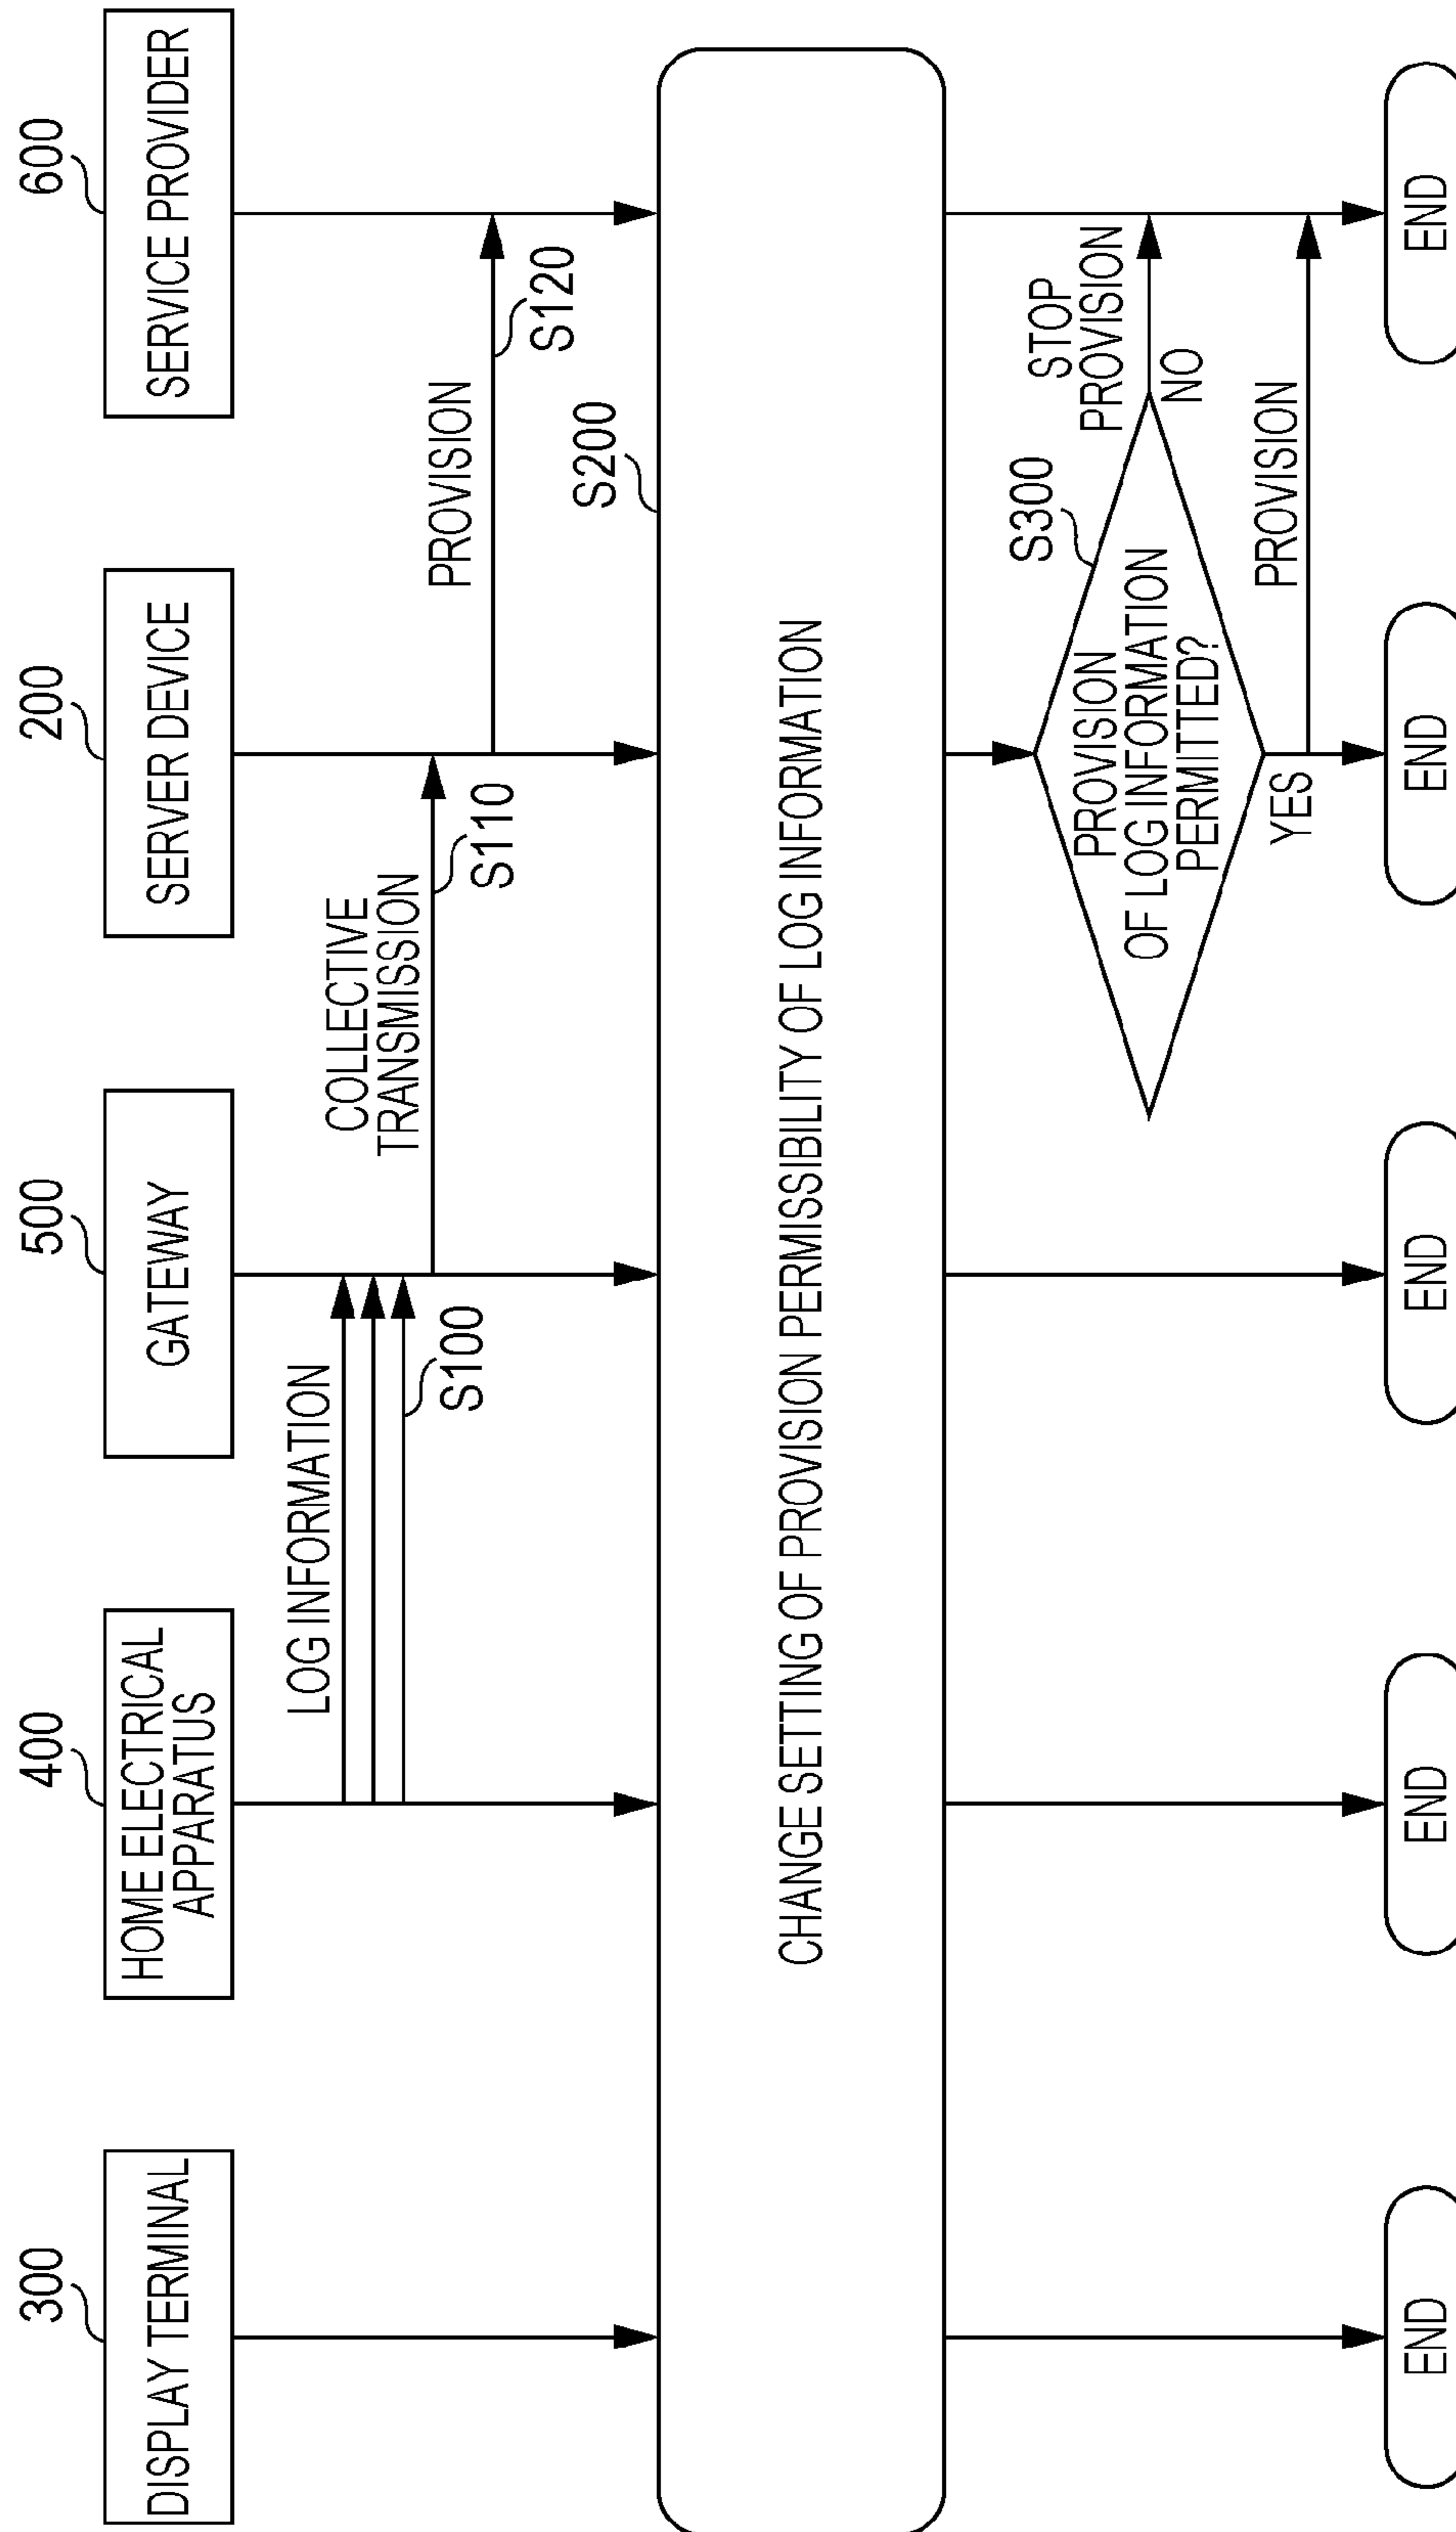 300
DISPLAY TERMINAL
400
HOME ELECTRICAL
APPARATUS
500
GATEWAY
200
SERVER DEVICE
600
SERVICE PROVIDER
LOG INFORMATION
S100
COLLECTIVE
TRANSMISSION
S110
PROVISION
S120
S200
CHANGE SETTING OF PROVISION PERMISSIBILITY OF LOG INFORMATION
S300
PROVISION
OF LOG INFORMATION
PERMITTED?
STOP
PROVISION
NO
YES
PROVISION
END
END
END
END
END